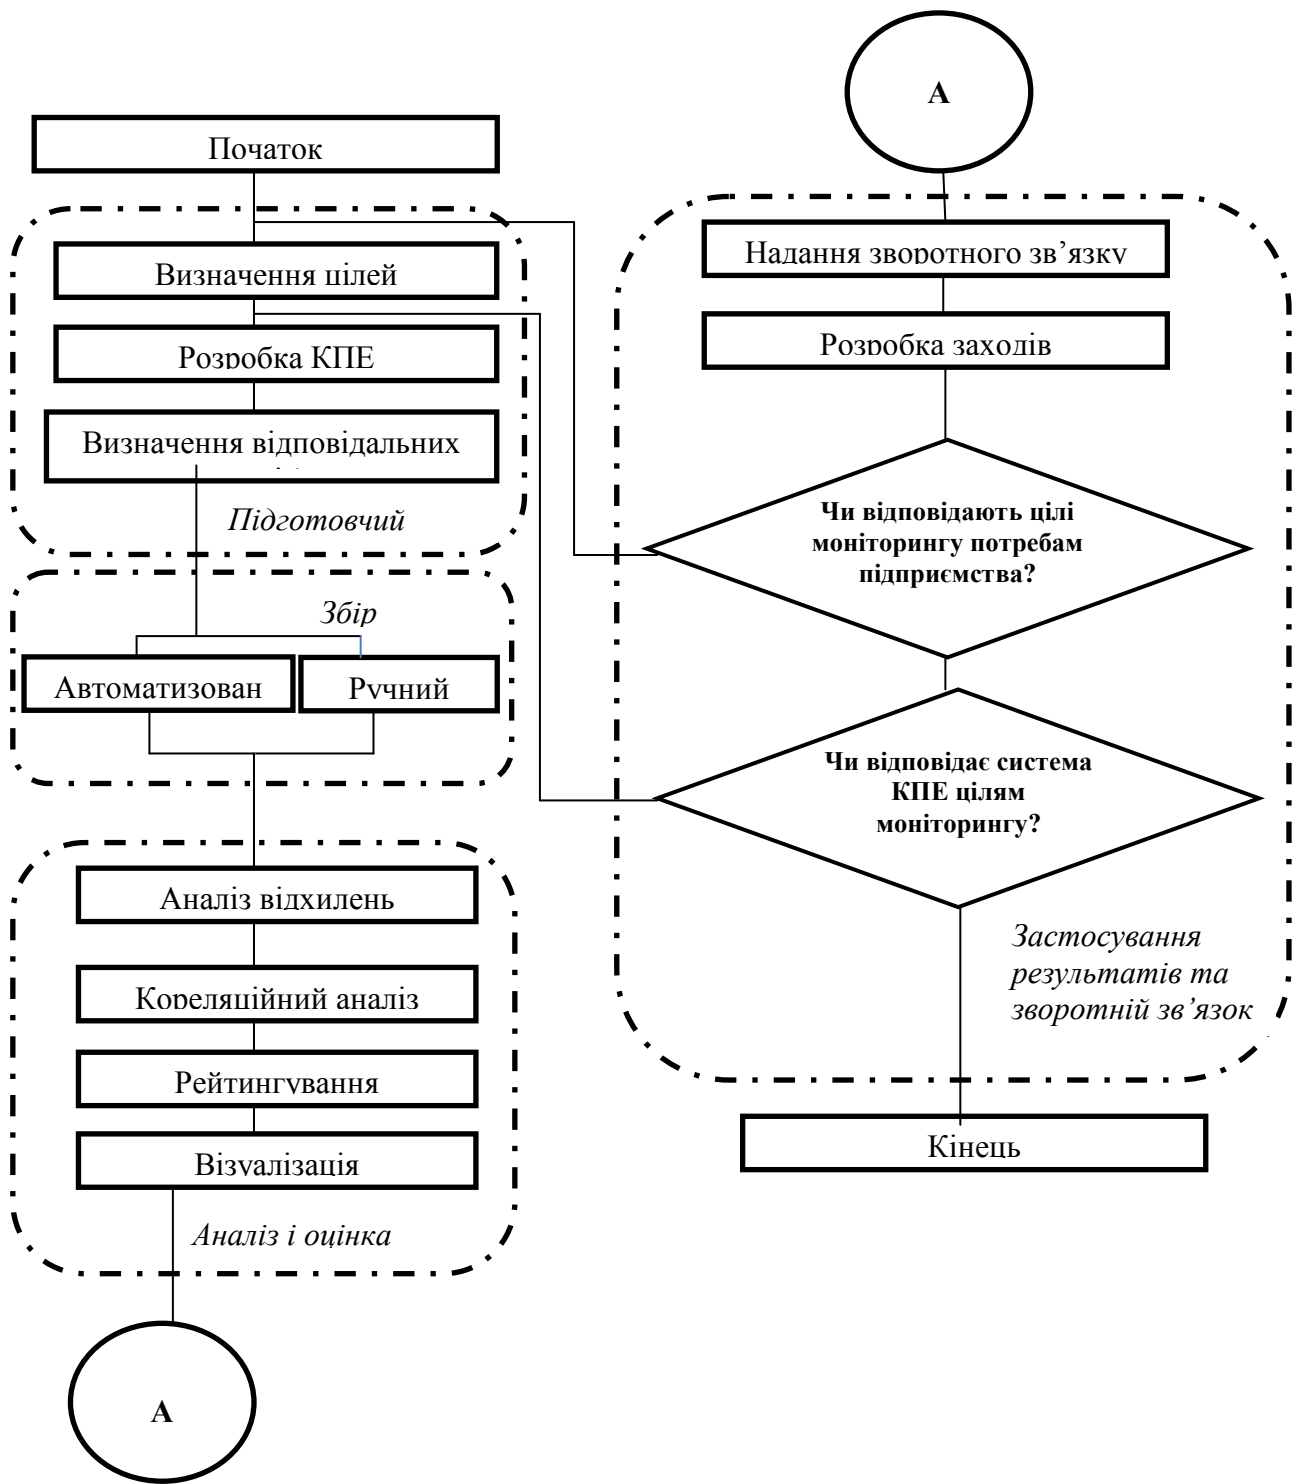 Початок
Визначення цілей
Розробка КПЕ
Визначення відповідальних
Підготовчий
Збір
Автоматизован
Ручний
Аналіз відхилень
Кореляційний аналіз
Рейтингування
Візуалізація
Аналіз і оцінка
А
А
Надання зворотного зв’язку
Розробка заходів
Чи відповідають цілі
моніторингу потребам
підприємства?
Чи відповідає система
КПЕ цілям
моніторингу?
Застосування
результатів та
зворотній зв’язок
Кінець